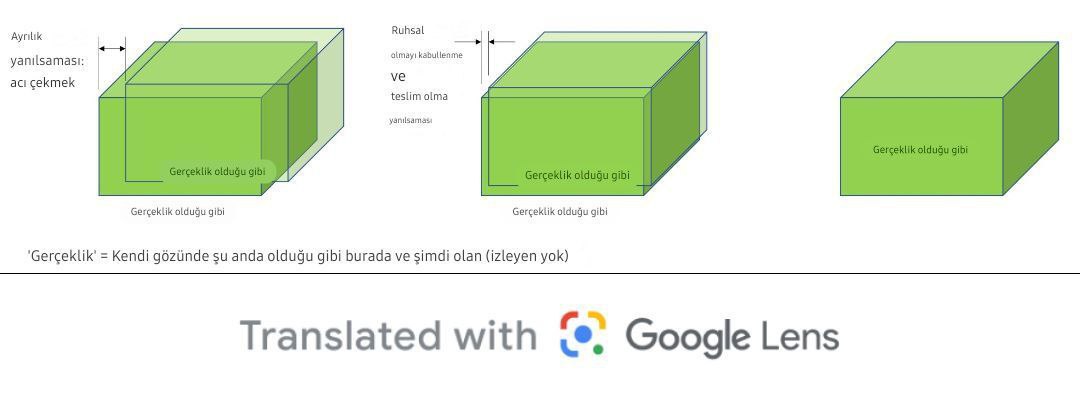 Ayrılık
yanılsaması:
acı çekmek
Gerçeklik olduğu gibi
Gerçeklik olduğu gibi
Ruhsal
olmayı kabullenme
ve
teslim olma
yanılsaması
Gerçeklik olduğu gibi
Gerçeklik olduğu gibi
Gerçeklik olduğu gibi
'Gerçeklik' = Kendi gözünde şu anda olduğu gibi burada ve şimdi olan (izleyen yok)
Translated with Google Lens